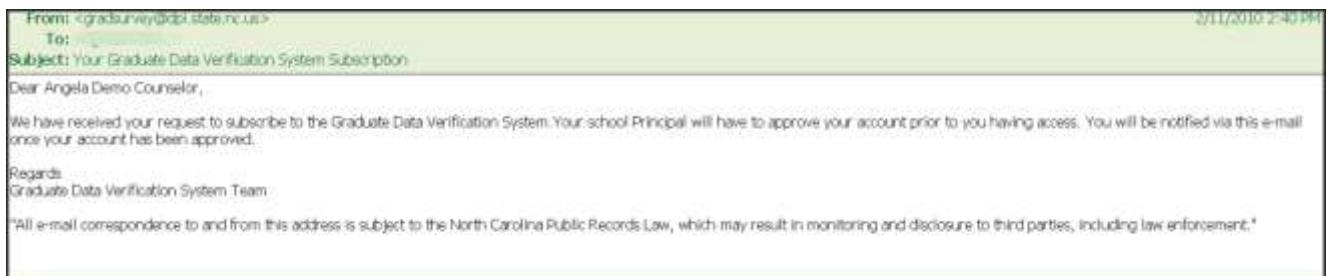 From: <gradsurvey@dpi.state.nc.us>
2/11/2010 2:40 PM
To:
Subject: Your Graduate Data Verification System Subscription
Dear Angela Demo Counselor,
We have received your request to subscribe to the Graduate Data Verification System.Your school Principal will have to approve your account prior to you having access. You will be notified via this e-mail
once your account has been approved.
Regards
Graduate Data Verification System Team
"All e-mail correspondence to and from this address is subject to the North Carolina Public Records Law, which may result in monitoring and disclosure to third parties, including law enforcement."